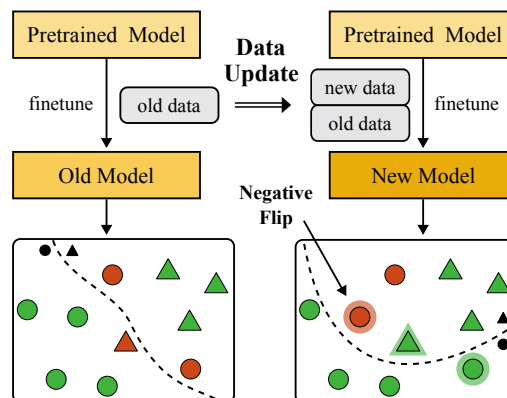 Pretrained Model
Data
Update
Pretrained Model
finetune
old data
new data
old data
finetune
Old Model
New Model
Negative
Flip